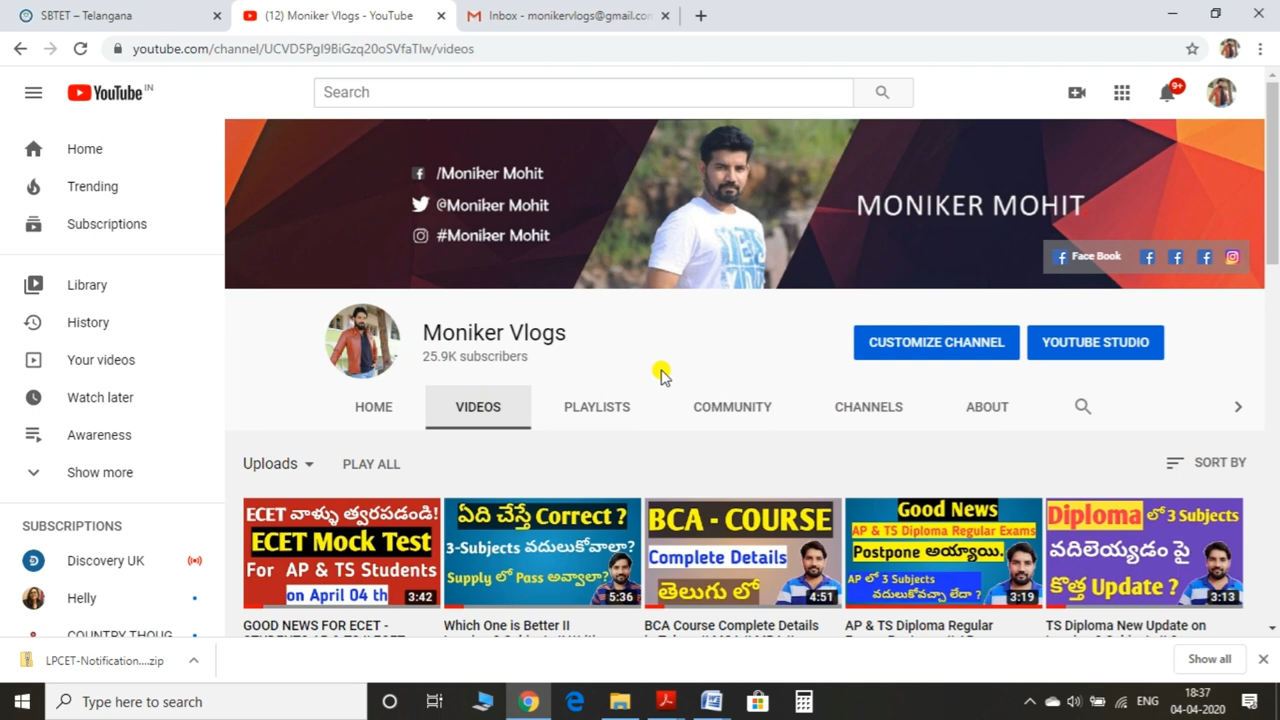 SBTET – Telangana
(12) Moniker Vlogs - YouTube
Inbox - monikervlogs@gmail.com
youtube.com/channel/UCVD5PgI9BiGzq20oSVfaTIw/videos
YouTube IN
Search
9+
Home
Trending
Subscriptions
Library
History
Your videos
Watch later
Awareness
Show more
SUBSCRIPTIONS
Discovery UK
Helly
COUNTRY THOUG
/Moniker Mohit
@Moniker Mohit
#Moniker Mohit
MONIKER MOHIT
Face Book
Moniker Vlogs
25.9K subscribers
CUSTOMIZE CHANNEL
YOUTUBE STUDIO
HOME
VIDEOS
PLAYLISTS
COMMUNITY
CHANNELS
ABOUT
Uploads
PLAY ALL
SORT BY
ECET వాళ్ళు త్వరపడండి!
ECET Mock Test
For AP & TS Students
on April 04 th
3:42
GOOD NEWS FOR ECET -
ఏది చేస్తే Correct ?
3-Subjects వదులుకోవాలా?
Supply లో Pass అవ్వాలా?
5:36
Which One is Better II
BCA - COURSE
Complete Details
తెలుగు లో
4:51
BCA Course Complete Details
Good News
AP & TS Diploma Regular Exams
Postpone అయ్యాయి.
AP లో 3 Subjects
వదులుకోవచ్చా లేదా ?
3:19
AP & TS Diploma Regular
Diploma లో 3 Subjects
వదిలెయ్యడం పై
కొత్త Update ?
3:13
TS Diploma New Update on
LPCET-Notification....zip
Show all
Type here to search
ENG
18:37
04-04-2020